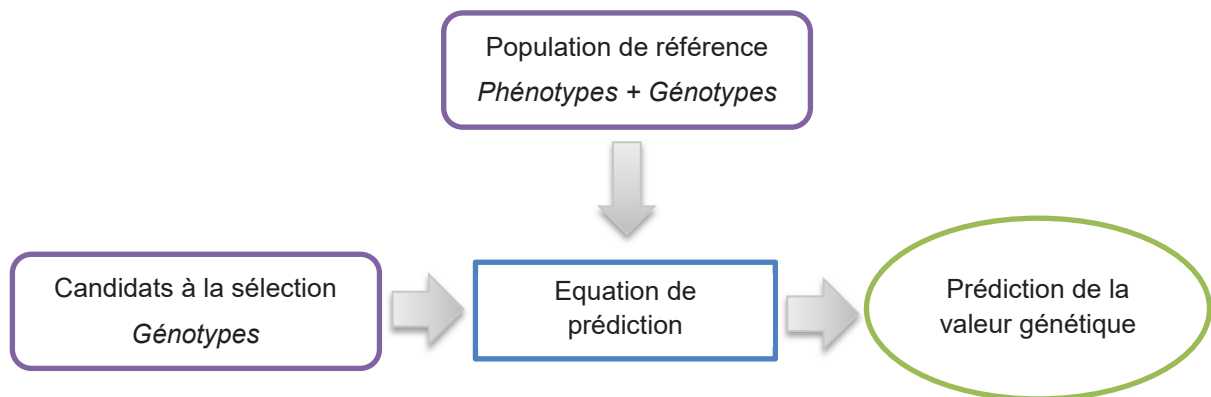 Population de référence
Phénotypes + Génotypes
Candidats à la sélection
Génotypes
Equation de
prédiction
Prédiction de la
valeur génétique